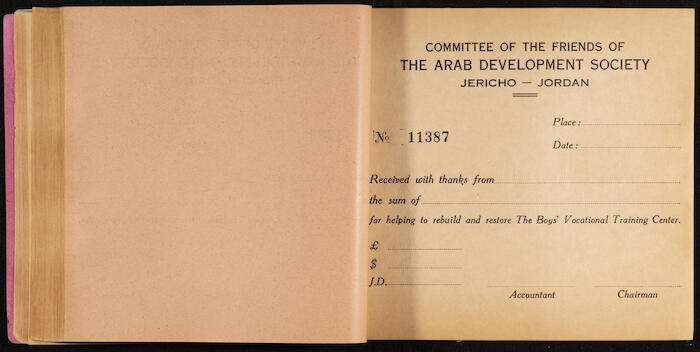 COMMITTEE OF THE FRIENDS OF
THE ARAB DEVELOPMENT SOCIETY
JERICHO — JORDAN
Place :
Date :
№ 11387
Received with thanks from
the sum of
for helping to rebuild and restore The Boys' Vocational Training Center.
£
$
J.D.
Accountant Chairman